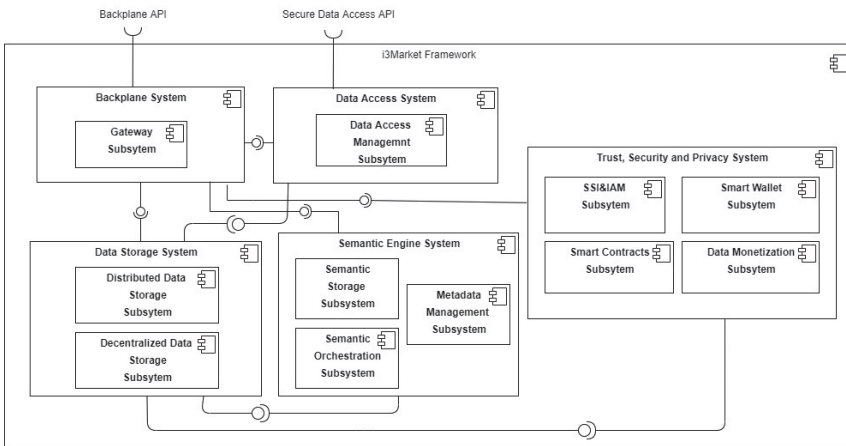 Backplane API
Secure Data Access API
i3Market Framework
Backplane System
Gateway
Subsytem
Data Access System
Data Access
Managemnt
Subsytem
Trust, Security and Privacy System
SSI&IAM
Subsystem
Smart Wallet
Subsystem
Smart Contracts
Subsystem
Data Monetization
Subsystem
Data Storage System
Distributed Data
Storage
Subsytem
Decentralized Data
Storage
Subsytem
Semantic Engine System
Semantic
Storage
Subsystem
Metadata
Management
Subsystem
Semantic
Orchestration
Subsystem